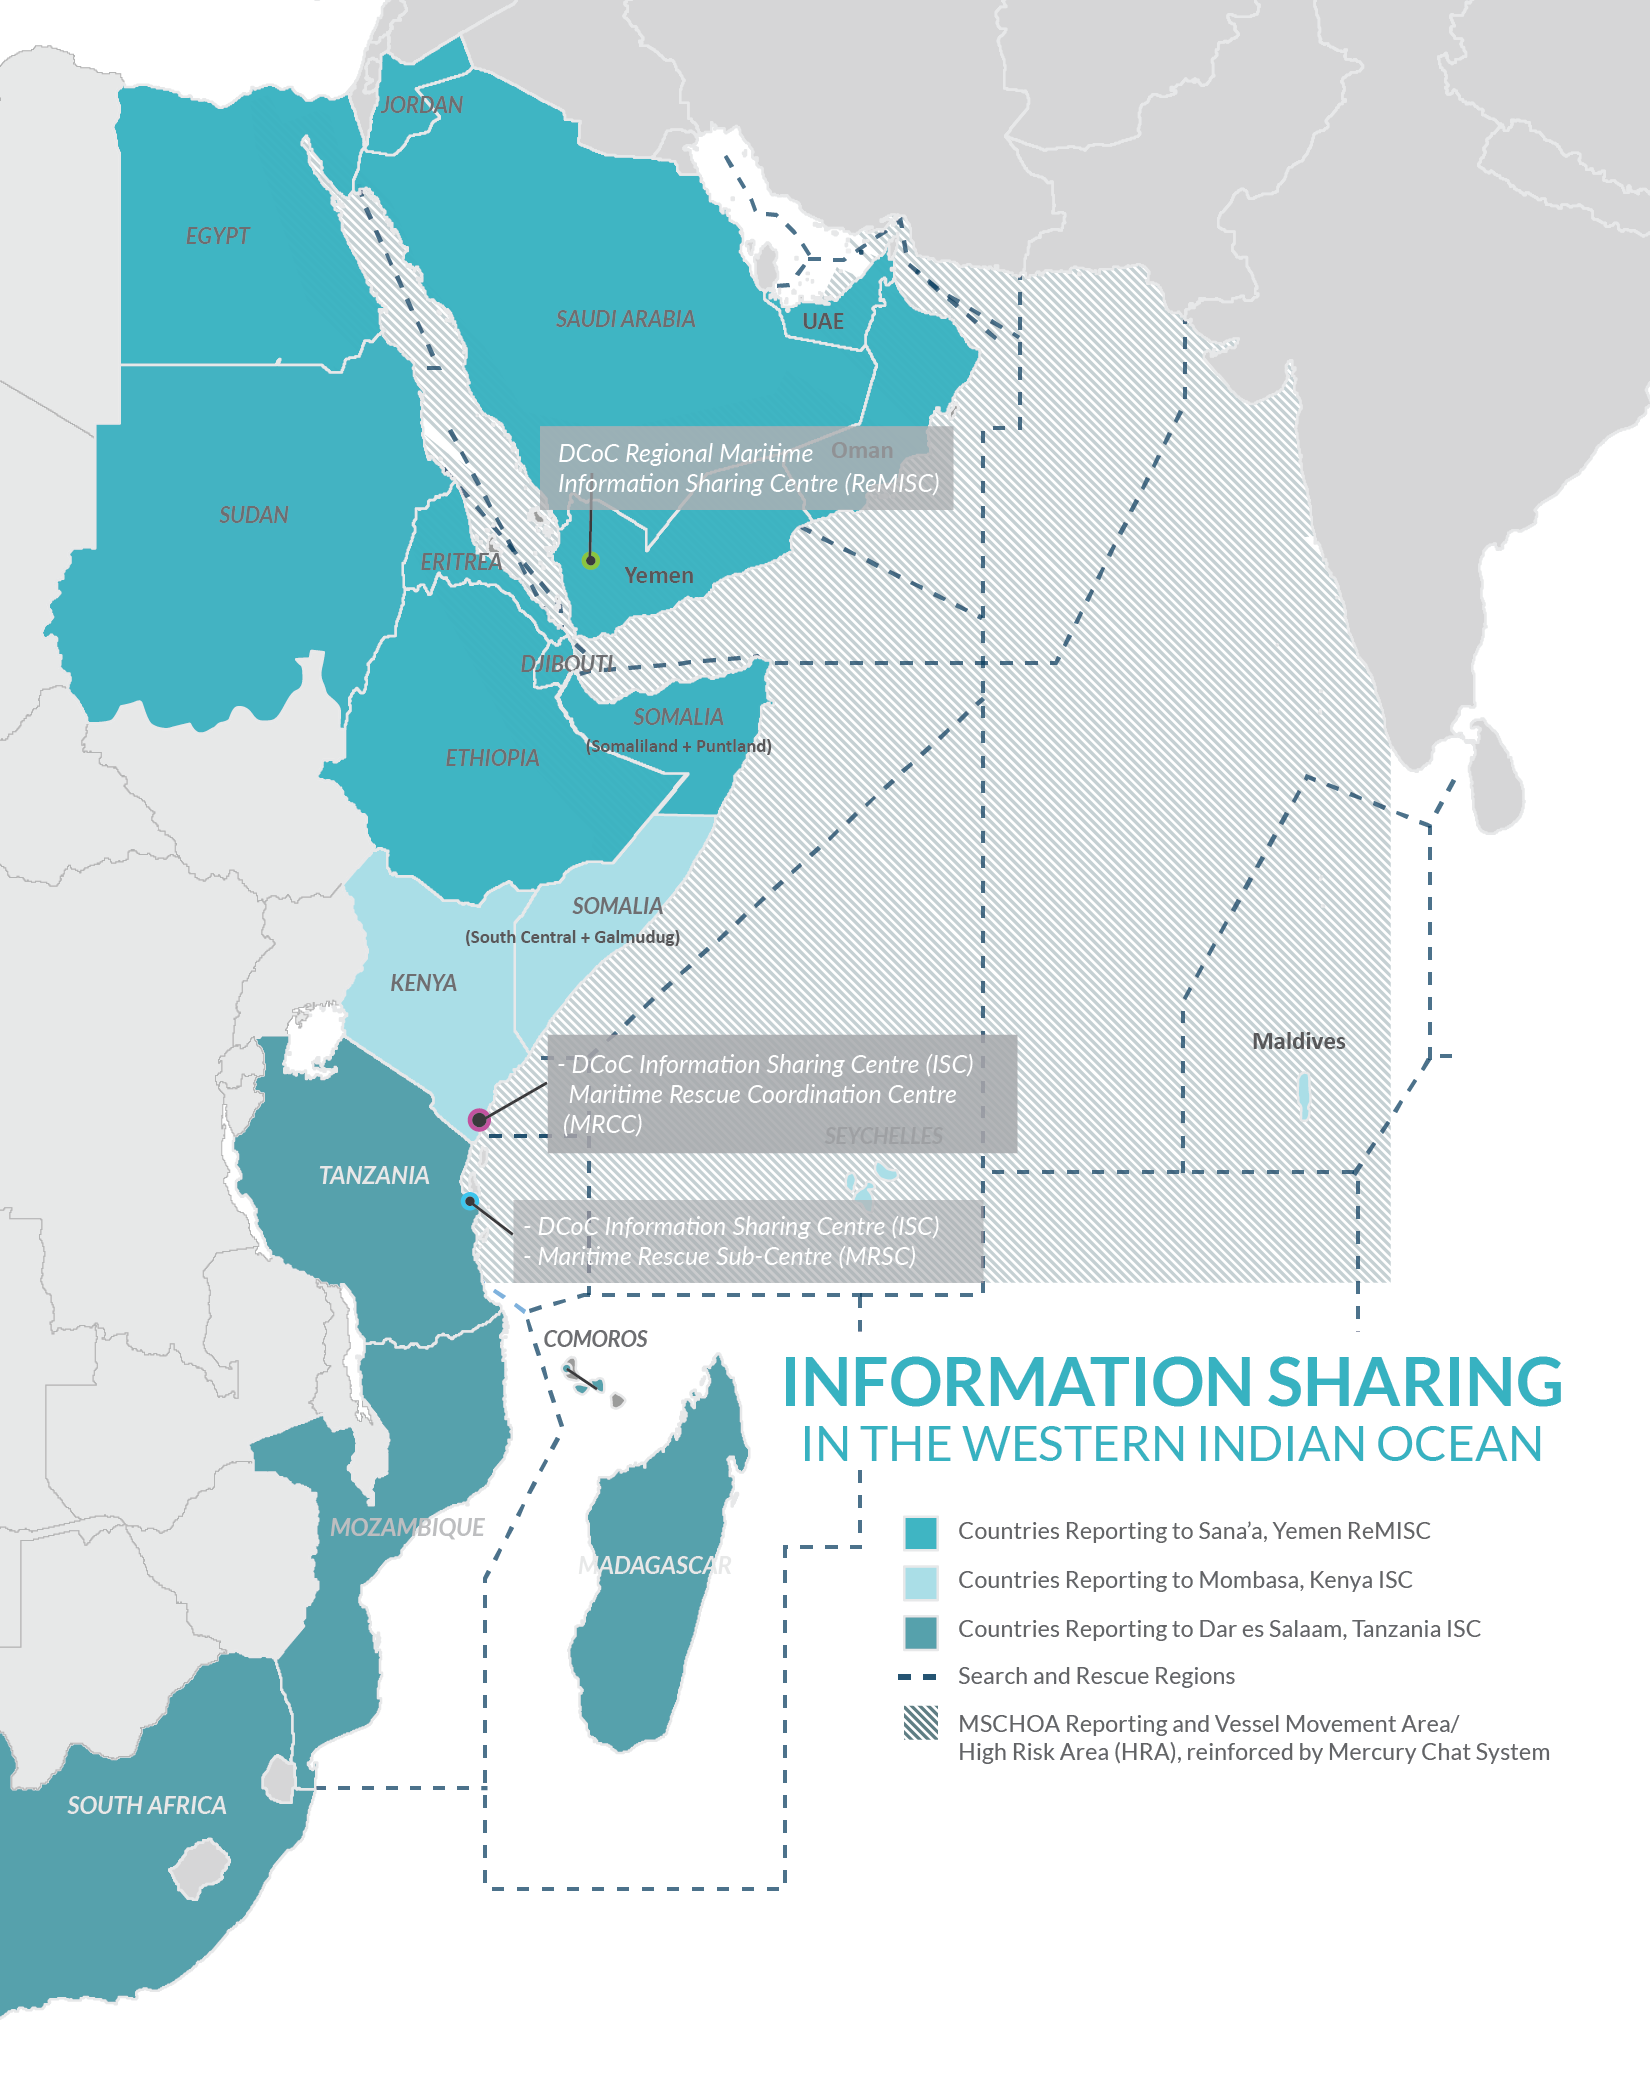 JORDAN
EGYPT
SAUDI ARABIA
UAE
DCoC Regional Maritime
Information Sharing Centre (ReMISC)
Oman
SUDAN
ERITREA
Yemen
DJIBOUTI
SOMALIA
(Somaliland + Puntland)
ETHIOPIA
SOMALIA
(South Central + Galmudug)
KENYA
Maldives
- DCoC Information Sharing Centre (ISC)
Maritime Rescue Coordination Centre
(MRCC)
SEYCHELLES
TANZANIA
- DCoC Information Sharing Centre (ISC)
- Maritime Rescue Sub-Centre (MRSC)
COMOROS
INFORMATION SHARING
IN THE WESTERN INDIAN OCEAN
MOZAMBIQUE
MADAGASCAR
Countries Reporting to Sana’a, Yemen ReMISC
Countries Reporting to Mombasa, Kenya ISC
Countries Reporting to Dar es Salaam, Tanzania ISC
Search and Rescue Regions
MSCHOA Reporting and Vessel Movement Area/
High Risk Area (HRA), reinforced by Mercury Chat System
SOUTH AFRICA